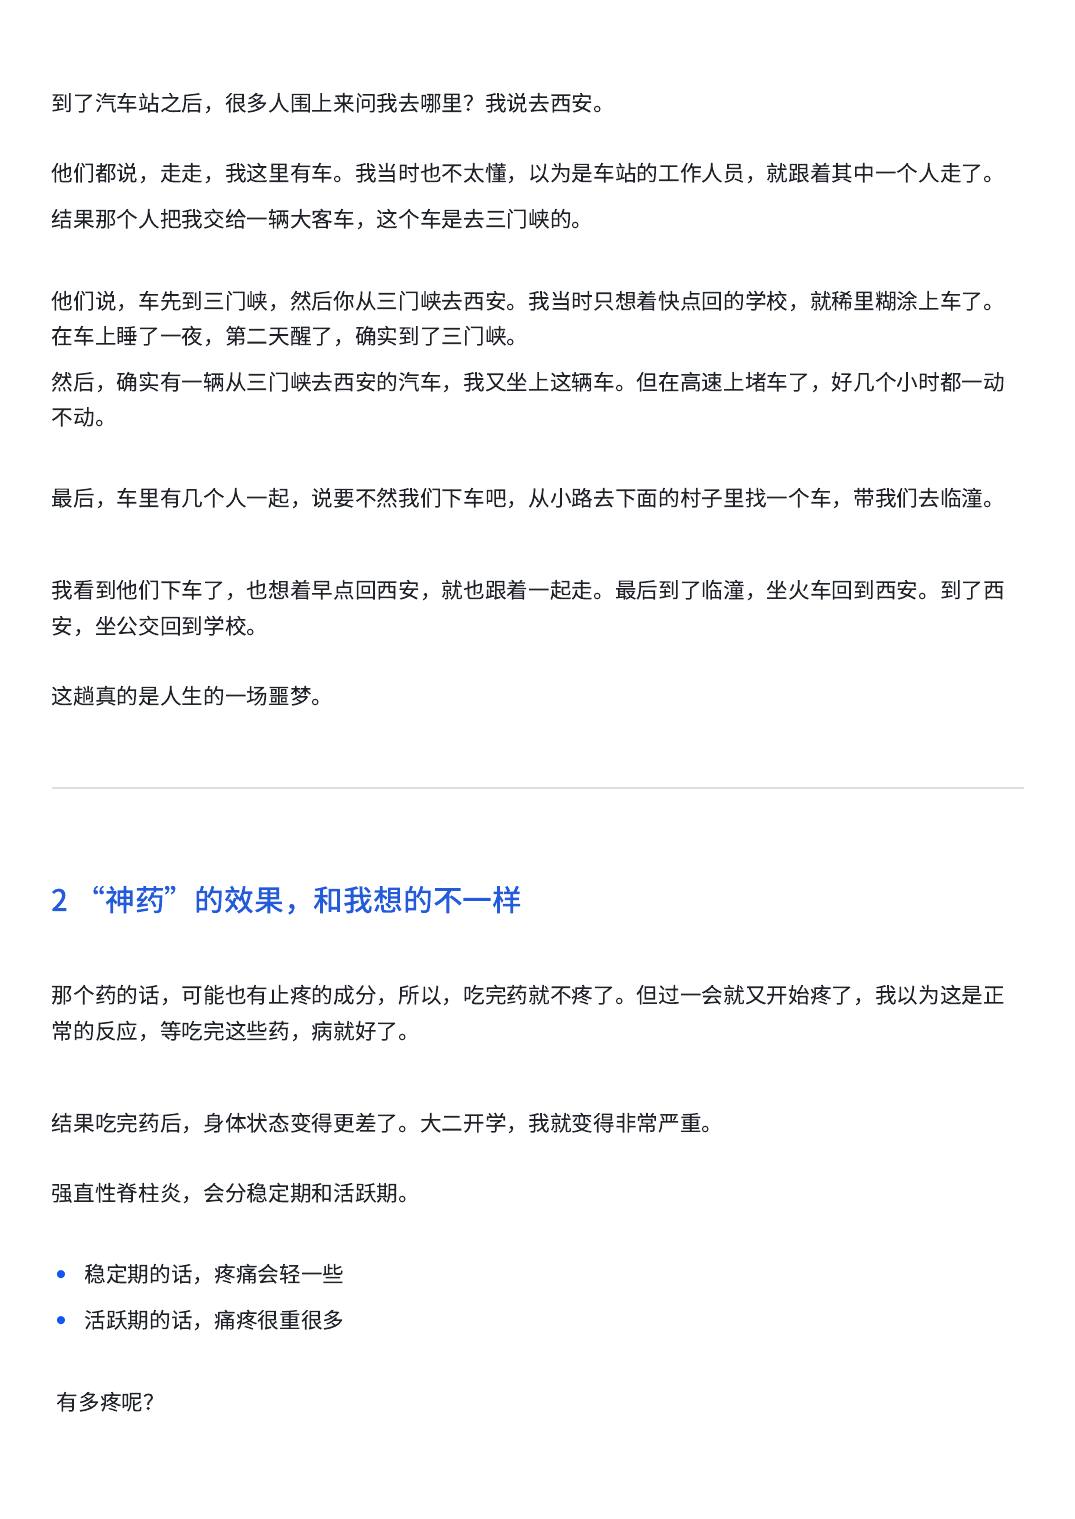 到了汽车站之后，很多人围上来问我去哪里？我说去西安。
他们都说，走走，我这里有车。我当时也不太懂，以为是车站的工作人员，就跟着其中一个人走了。
结果那个人把我交给一辆大客车，这个车是去三门峡的。
他们说，车先到三门峡，然后你从三门峡去西安。我当时只想着快点回的学校，就稀里糊涂上车了。
在车上睡了一夜，第二天醒了，确实到了三门峡。
然后，确实有一辆从三门峡去西安的汽车，我又坐上这辆车。但在高速上堵车了，好几个小时都一动
不动。
最后，车里有几个人一起，说要不然我们下车吧，从小路去下面的村子里找一个车，带我们去临潼。
我看到他们下车了，也想着早点回西安，就也跟着一起走。最后到了临潼，坐火车回到西安。到了西
安，坐公交回到学校。
这趟真的是人生的一场噩梦。
2 “神药”的效果，和我想的不一样
那个药的话，可能也有止疼的成分，所以，吃完药就不疼了。但过一会就又开始疼了，我以为这是正
常的反应，等吃完这些药，病就好了。
结果吃完药后，身体状态变得更差了。大二开学，我就变得非常严重。
强直性脊柱炎，会分稳定期和活跃期。
• 稳定期的话，疼痛会轻一些
• 活跃期的话，痛疼很重很多
有多疼呢？